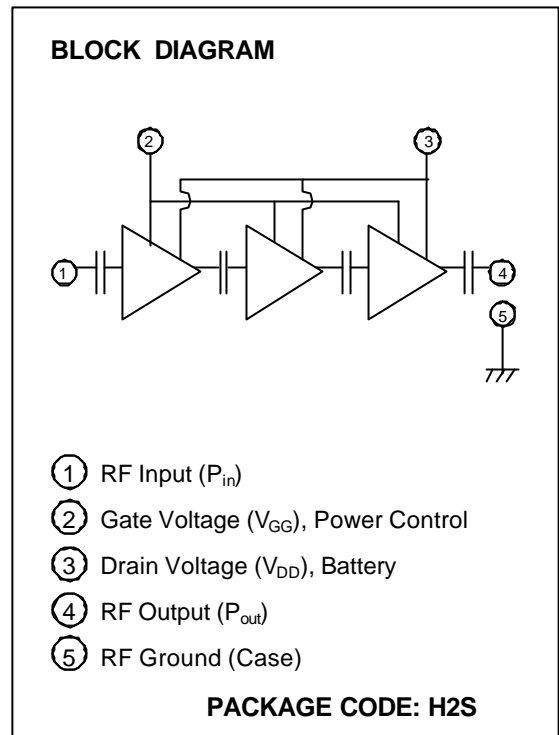 BLOCK DIAGRAM
2 3
1 4
5
1 RF Input (Pin)
2 Gate Voltage (VGG), Power Control
3 Drain Voltage (VDD), Battery
4 RF Output (Pout)
5 RF Ground (Case)
PACKAGE CODE: H2S